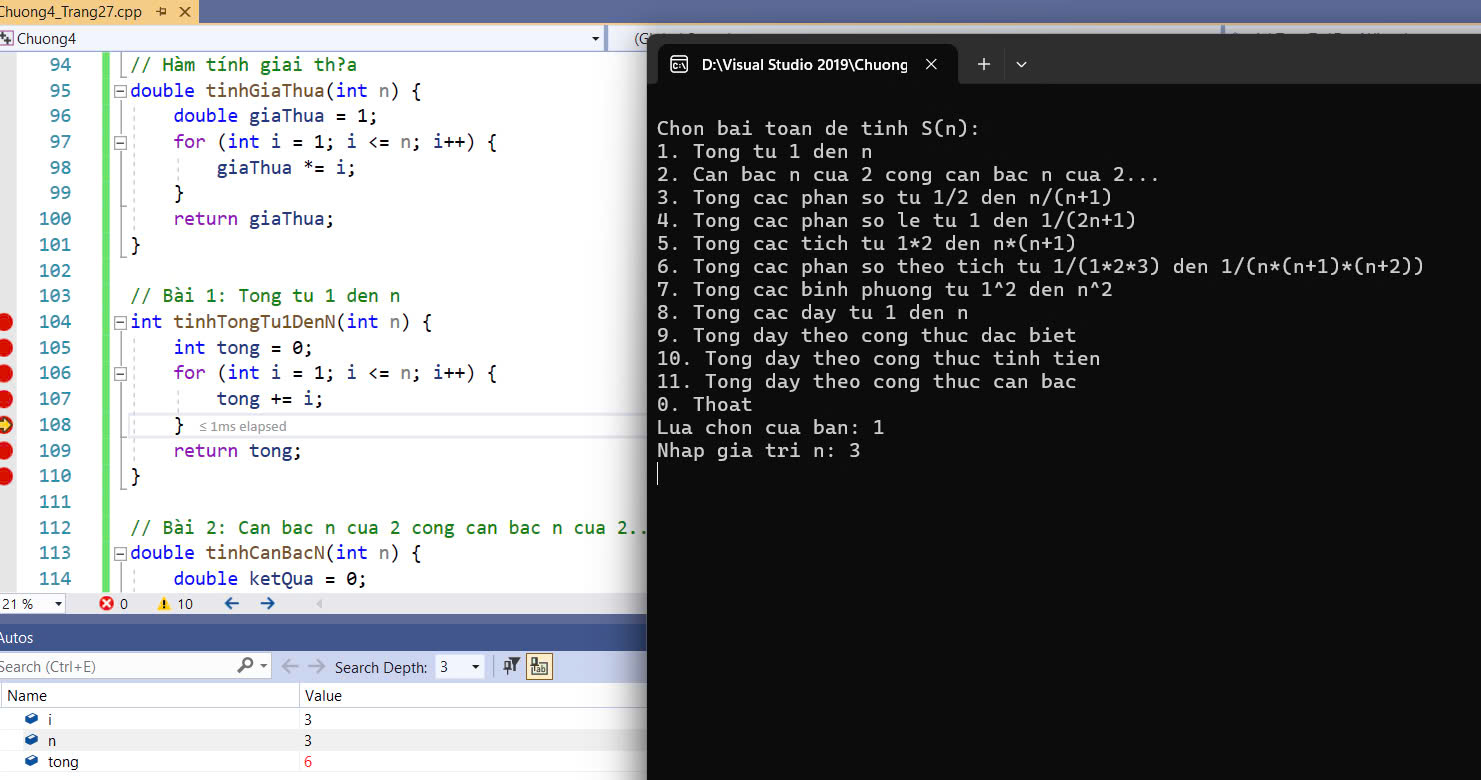 Chuong4_Trang27.cpp
Chuong4
94 // Hàm tính giai th?a
95 double tinhGiaThua(int n) {
96 double giaThua = 1;
97 for (int i = 1; i <= n; i++) {
98 giaThua *= i;
99 }
100 return giaThua;
101 }
102
103 // Bài 1: Tong tu 1 den n
104 int tinhTongTu1DenN(int n) {
105 int tong = 0;
106 for (int i = 1; i <= n; i++) {
107 tong += i;
108 } ≤ 1ms elapsed
109 return tong;
110 }
111
112 // Bài 2: Can bac n cua 2 cong can bac n cua 2..
113 double tinhCanBacN(int n) {
114 double ketQua = 0;
21 % 0 10
Autos
Search (Ctrl+E) Search Depth: 3
Name Value
i 3
n 3
tong 6
D:\Visual Studio 2019\Chuong
Chon bai toan de tinh S(n):
1. Tong tu 1 den n
2. Can bac n cua 2 cong can bac n cua 2...
3. Tong cac phan so tu 1/2 den n/(n+1)
4. Tong cac phan so le tu 1 den 1/(2n+1)
5. Tong cac tich tu 1*2 den n*(n+1)
6. Tong cac phan so theo tich tu 1/(1*2*3) den 1/(n*(n+1)*(n+2))
7. Tong cac binh phuong tu 1^2 den n^2
8. Tong cac day tu 1 den n
9. Tong day theo cong thuc dac biet
10. Tong day theo cong thuc tinh tien
11. Tong day theo cong thuc can bac
0. Thoat
Lua chon cua ban: 1
Nhap gia tri n: 3